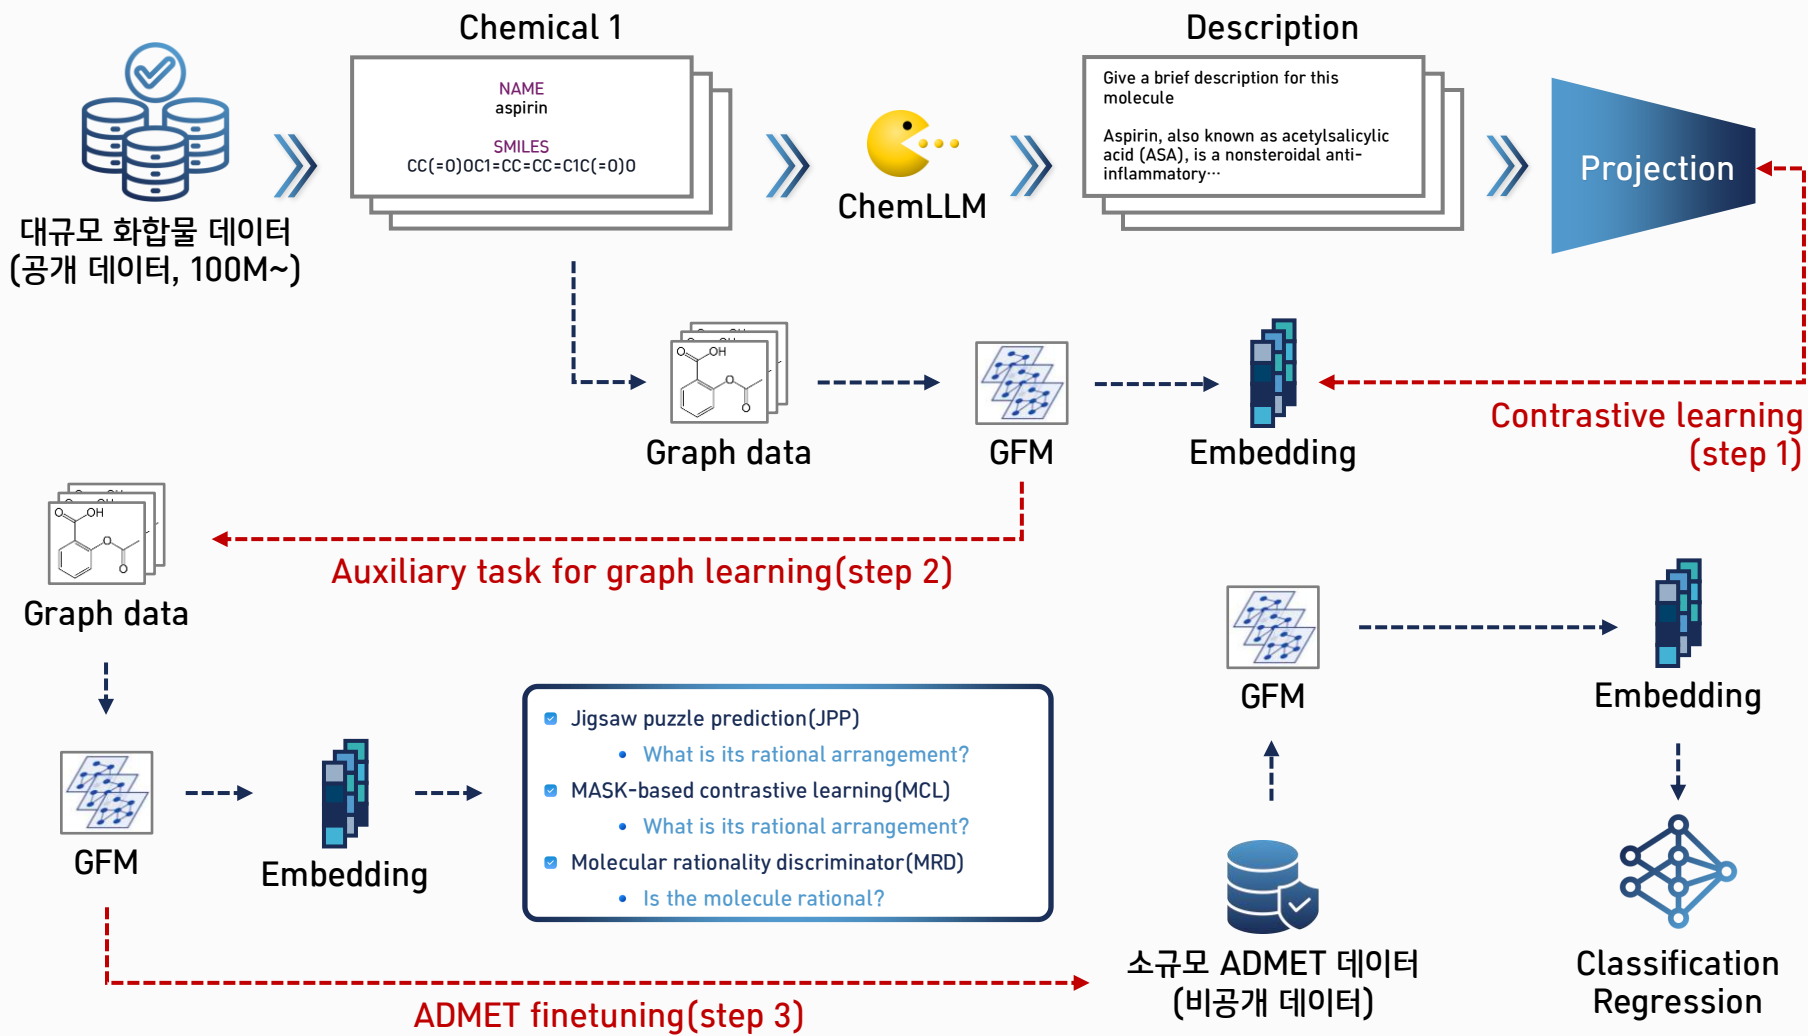 Chemical 1
Description
NAME
aspirin
SMILES
CC(=O)OC1=CC=CC=C1C(=O)O
ChemLLM
Give a brief description for this
molecule
Aspirin, also known as acetylsalicylic
acid (ASA), is a nonsteroidal anti-
inflammatory···
Projection
대규모 화합물 데이터
(공개 데이터, 100M~)
O
OH
O
O
Graph data
GFM
Embedding
Contrastive learning
(step 1)
O
OH
O
O
Graph data
Auxiliary task for graph learning(step 2)
GFM
Embedding
GFM
Embedding
Jigsaw puzzle prediction(JPP)
• What is its rational arrangement?
MASK-based contrastive learning(MCL)
• What is its rational arrangement?
Molecular rationality discriminator(MRD)
• Is the molecule rational?
소규모 ADMET 데이터
(비공개 데이터)
Classification
Regression
ADMET finetuning(step 3)